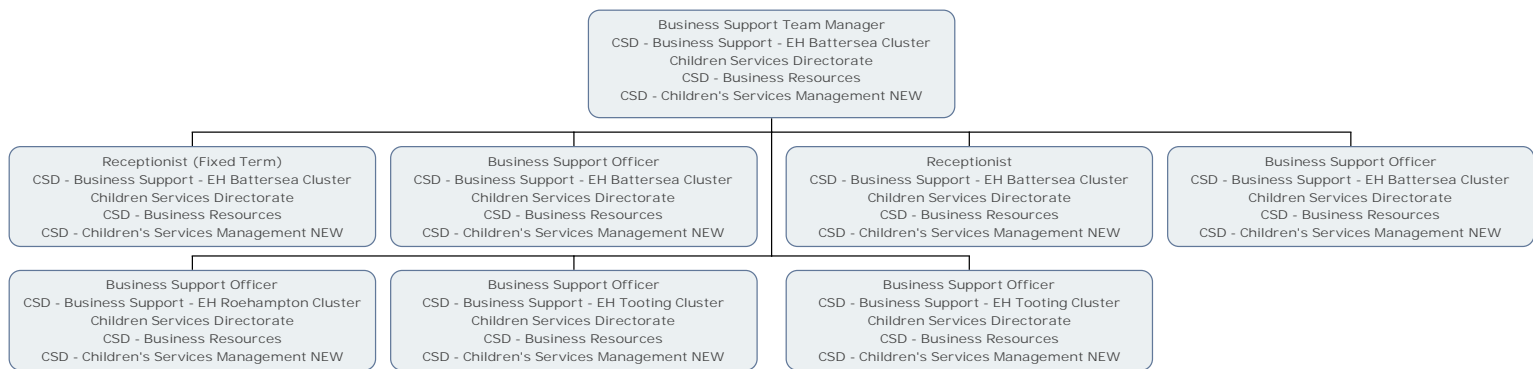 Business Support Team Manager
CSD - Business Support - EH Battersea Cluster
Children Services Directorate
CSD - Business Resources
CSD - Children's Services Management NEW
Receptionist (Fixed Term)
CSD - Business Support - EH Battersea Cluster
Children Services Directorate
CSD - Business Resources
CSD - Children's Services Management NEW
Business Support Officer
CSD - Business Support - EH Battersea Cluster
Children Services Directorate
CSD - Business Resources
CSD - Children's Services Management NEW
Receptionist
CSD - Business Support - EH Battersea Cluster
Children Services Directorate
CSD - Business Resources
CSD - Children's Services Management NEW
Business Support Officer
CSD - Business Support - EH Battersea Cluster
Children Services Directorate
CSD - Business Resources
CSD - Children's Services Management NEW
Business Support Officer
CSD - Business Support - EH Roehampton Cluster
Children Services Directorate
CSD - Business Resources
CSD - Children's Services Management NEW
Business Support Officer
CSD - Business Support - EH Tooting Cluster
Children Services Directorate
CSD - Business Resources
CSD - Children's Services Management NEW
Business Support Officer
CSD - Business Support - EH Tooting Cluster
Children Services Directorate
CSD - Business Resources
CSD - Children's Services Management NEW